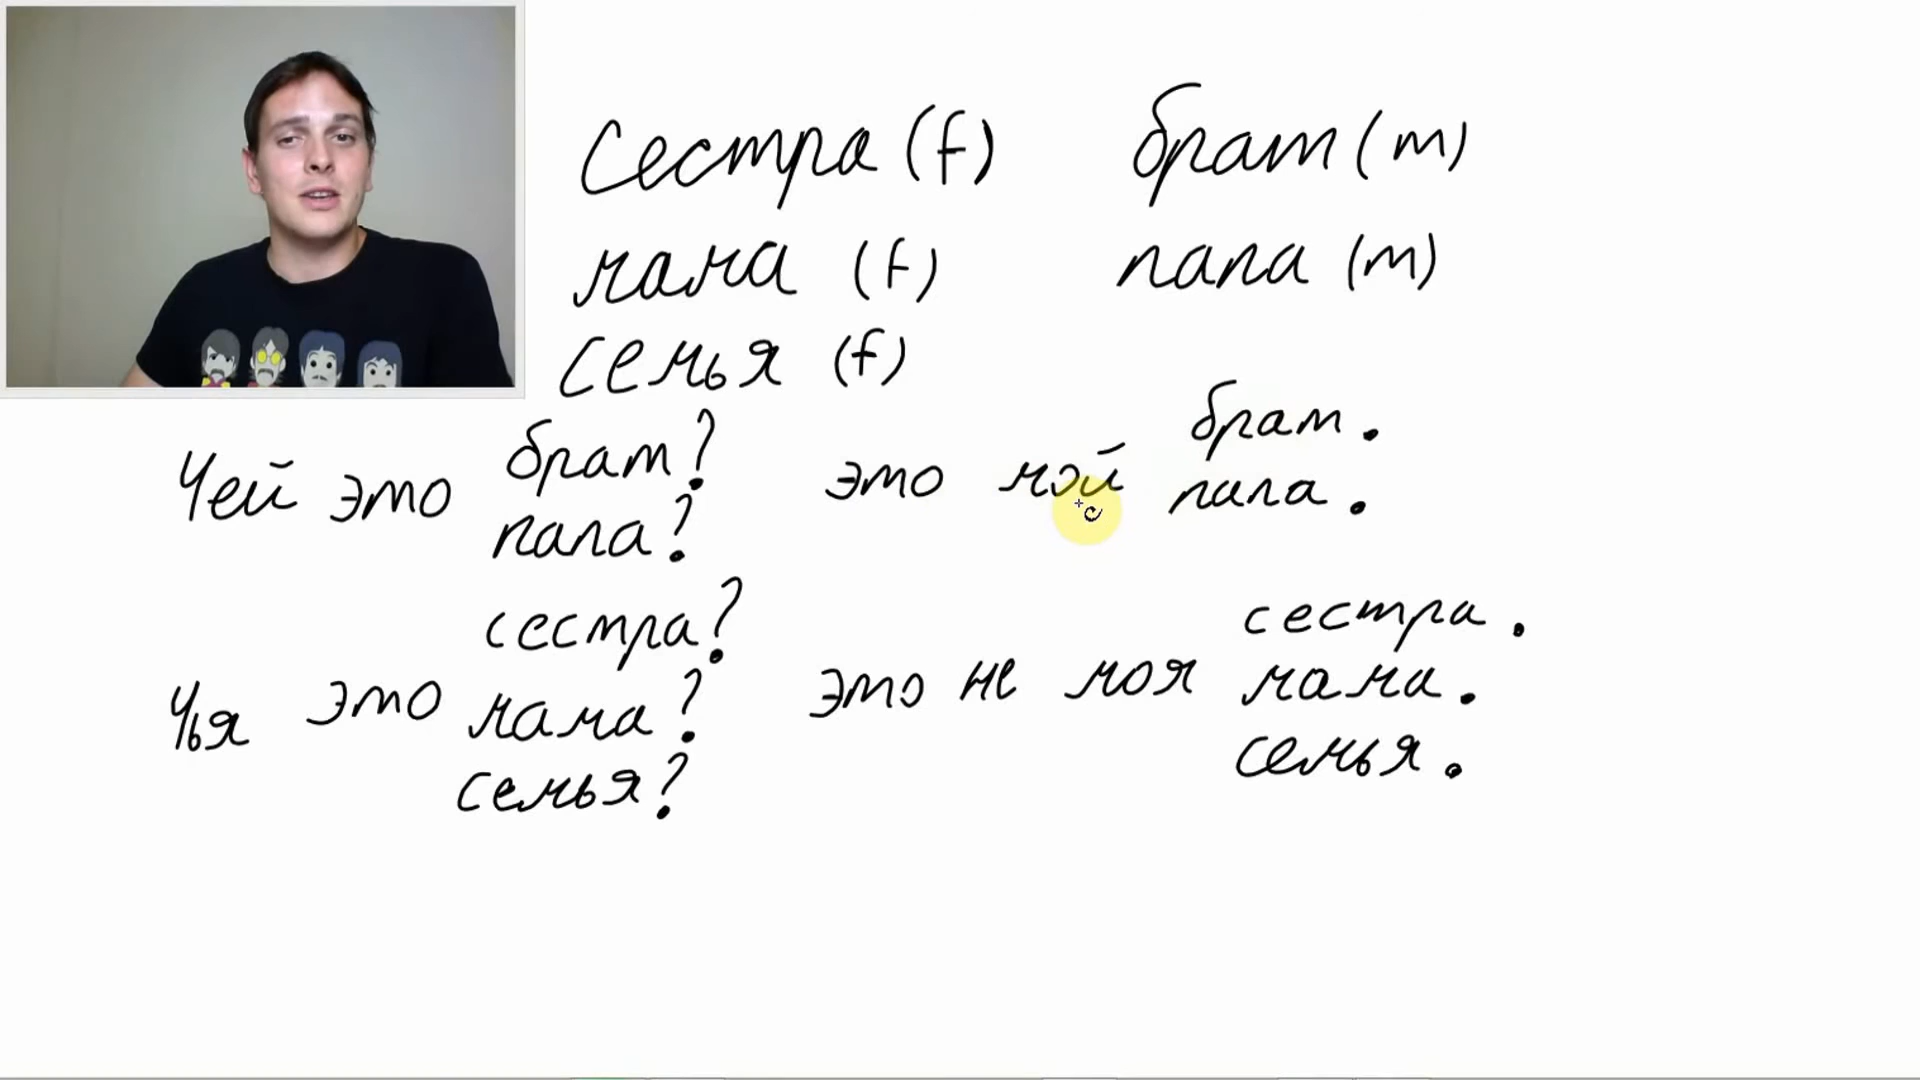 сестра (f) брат (m)
мама (f) папа (m)
семья (f)
Чей это брат? это мой брат.
папа? папа.
сестра? сестра.
Чья это мама? это не моя мама.
семья? семья.